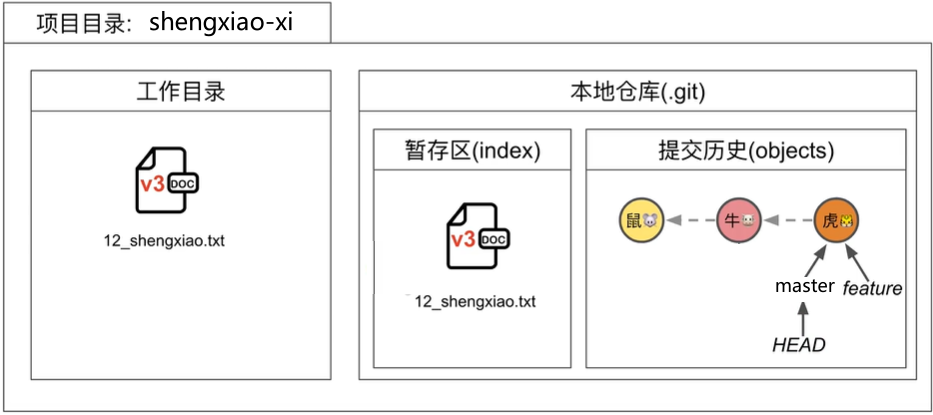 项目目录: shengxiao-xi
工作目录
v3 DOC
12_shengxiao.txt
本地仓库(.git)
暂存区(index)
v3 DOC
12_shengxiao.txt
提交历史(objects)
鼠 牛 虎
master feature
HEAD